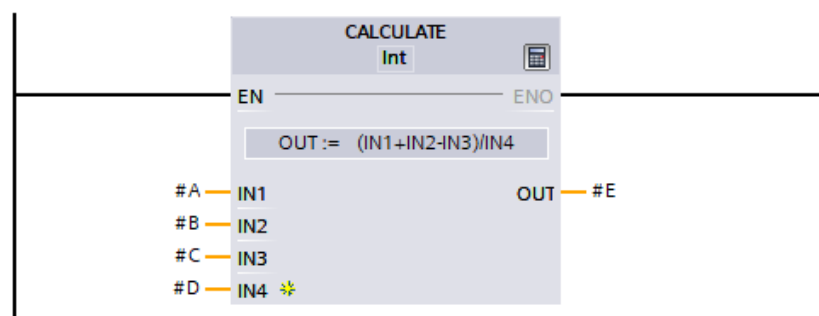 CALCULATE
Int
EN ENO
OUT := (IN1+IN2-IN3)/IN4
#A IN1 OUT #E
#B IN2
#C IN3
#D IN4